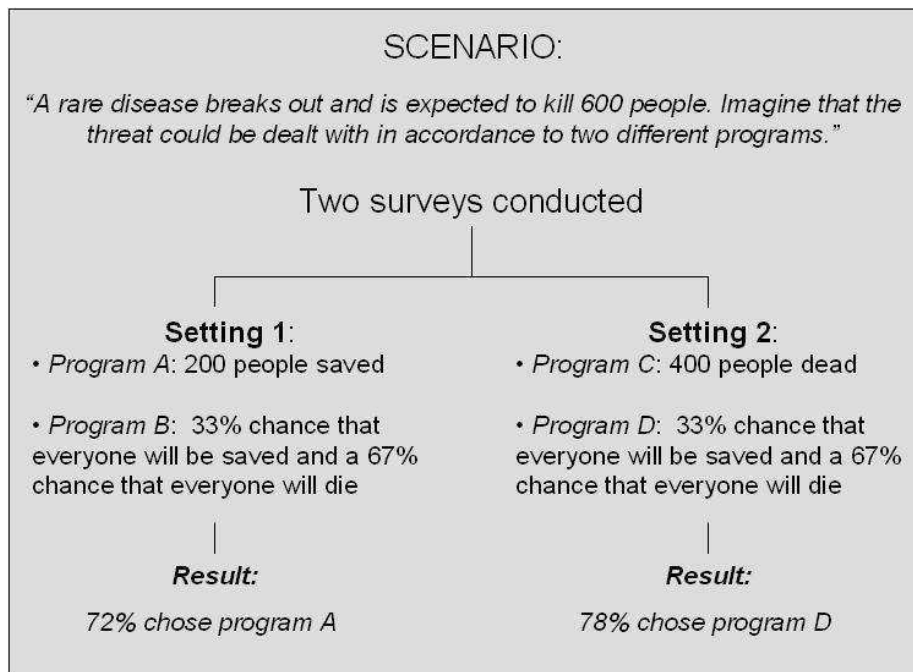 SCENARIO:
“A rare disease breaks out and is expected to kill 600 people. Imagine that the
threat could be dealt with in accordance to two different programs.”
Two surveys conducted
Setting 1:
• Program A: 200 people saved
• Program B:  33% chance that
everyone will be saved and a 67%
chance that everyone will die
Result:
72% chose program A
Setting 2:
• Program C: 400 people dead
• Program D:  33% chance that
everyone will be saved and a 67%
chance that everyone will die
Result:
78% chose program D